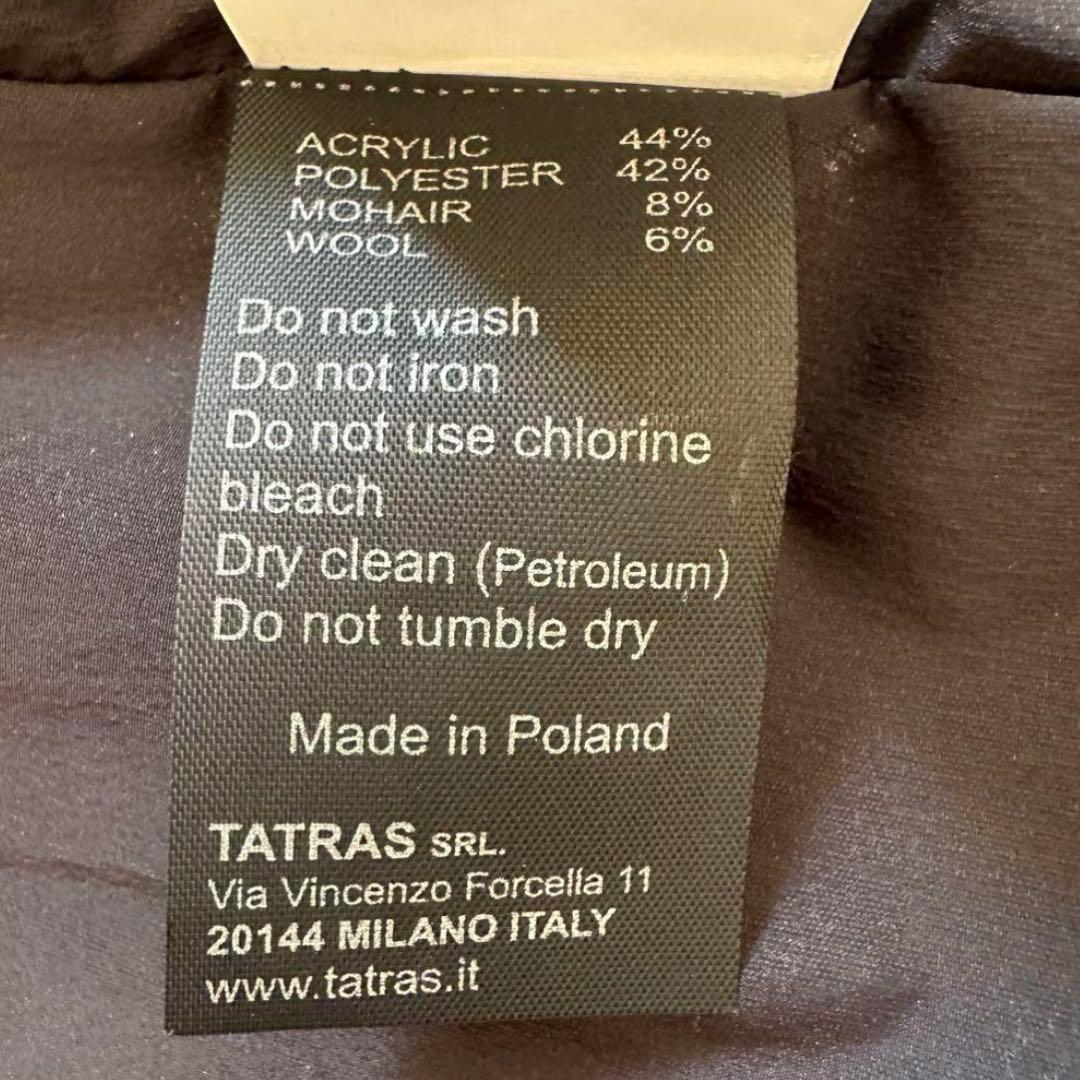 ACRYLIC 44%
POLYESTER 42%
MOHAIR 8%
WOOL 6%
Do not wash
Do not iron
Do not use chlorine
bleach
Dry clean (Petroleum)
Do not tumble dry
Made in Poland
TATRAS SRL.
Via Vincenzo Forcella 11
20144 MILANO ITALY
www.tatras.it